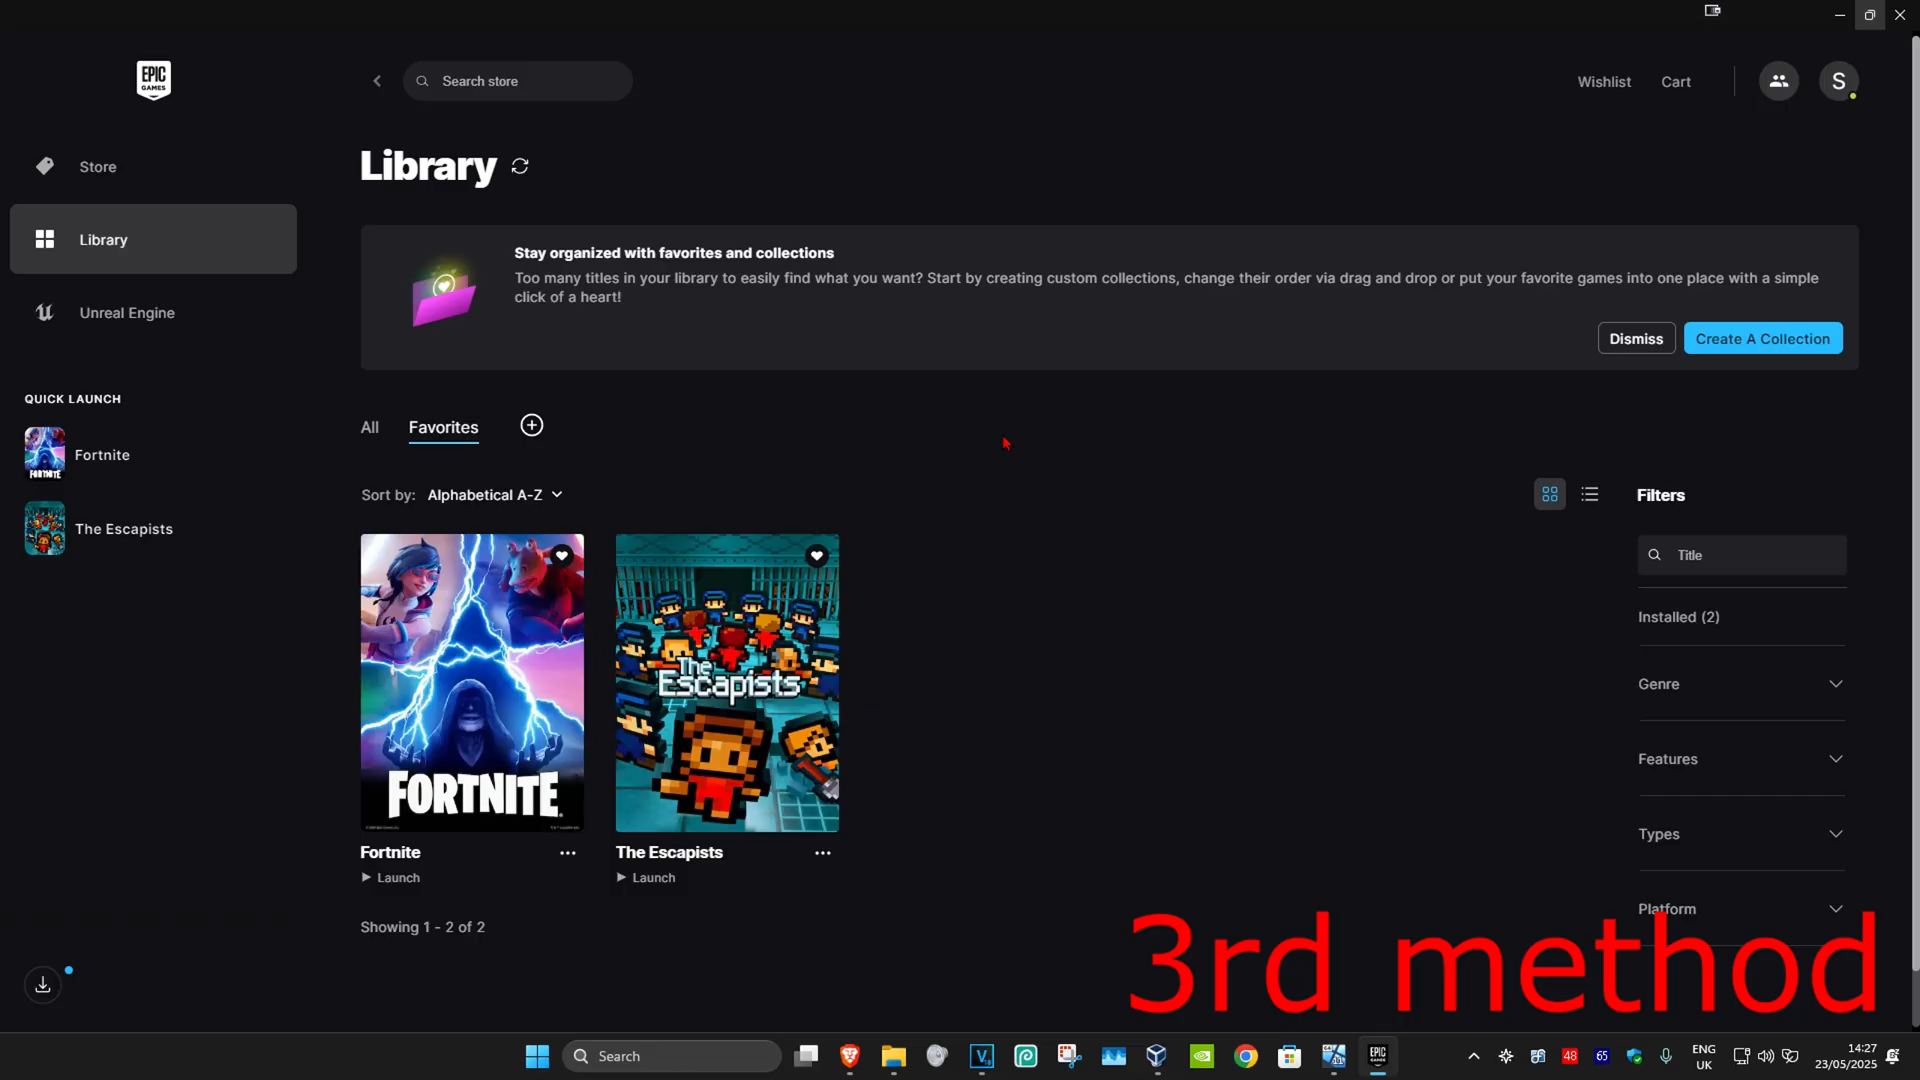 EPIC
GAMES
Search store
Wishlist
Cart
S
Store
Library
Unreal Engine
QUICK LAUNCH
FORTNITE
Fortnite
The Escapists
Library
Stay organized with favorites and collections
Too many titles in your library to easily find what you want? Start by creating custom collections, change their order via drag and drop or put your favorite games into one place with a simple
click of a heart!
Dismiss
Create A Collection
All
Favorites
Sort by: Alphabetical A-Z
FORTNITE
The
Escapists
Fortnite
Launch
The Escapists
Launch
Showing 1 - 2 of 2
Filters
Title
Installed (2)
Genre
Features
Types
Platform
3rd method
Search
EPIC
GAMES
48
65
ENG
UK
14:27
23/05/2025